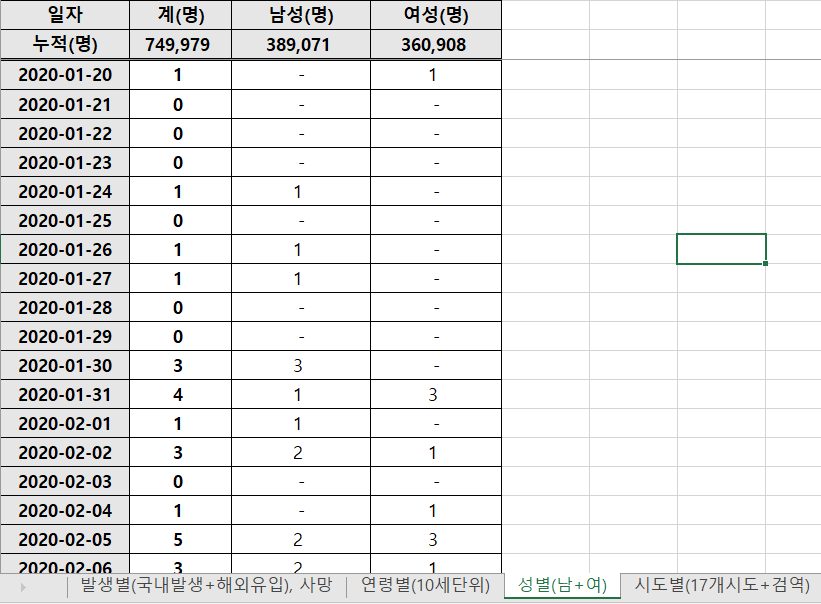 일자 계(명) 남성(명) 여성(명)
누적(명) 749,979 389,071 360,908
2020-01-20 1 - 1
2020-01-21 0 - -
2020-01-22 0 - -
2020-01-23 0 - -
2020-01-24 1 1 -
2020-01-25 0 - -
2020-01-26 1 1 -
2020-01-27 1 1 -
2020-01-28 0 - -
2020-01-29 0 - -
2020-01-30 3 3 -
2020-01-31 4 1 3
2020-02-01 1 1 -
2020-02-02 3 2 1
2020-02-03 0 - -
2020-02-04 1 - 1
2020-02-05 5 2 3
2020-02-06 3 2 1
발생별(국내발생+해외유입), 사망 연령별(10세단위) 성별(남+여) 시도별(17개시도+검역)